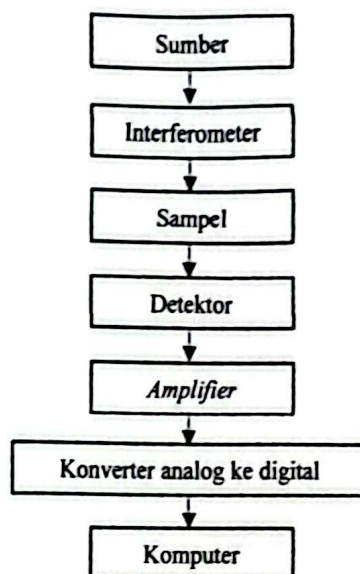 Sumber
Interferometer
Sampel
Detektor
Amplifier
Konverter analog ke digital
Komputer